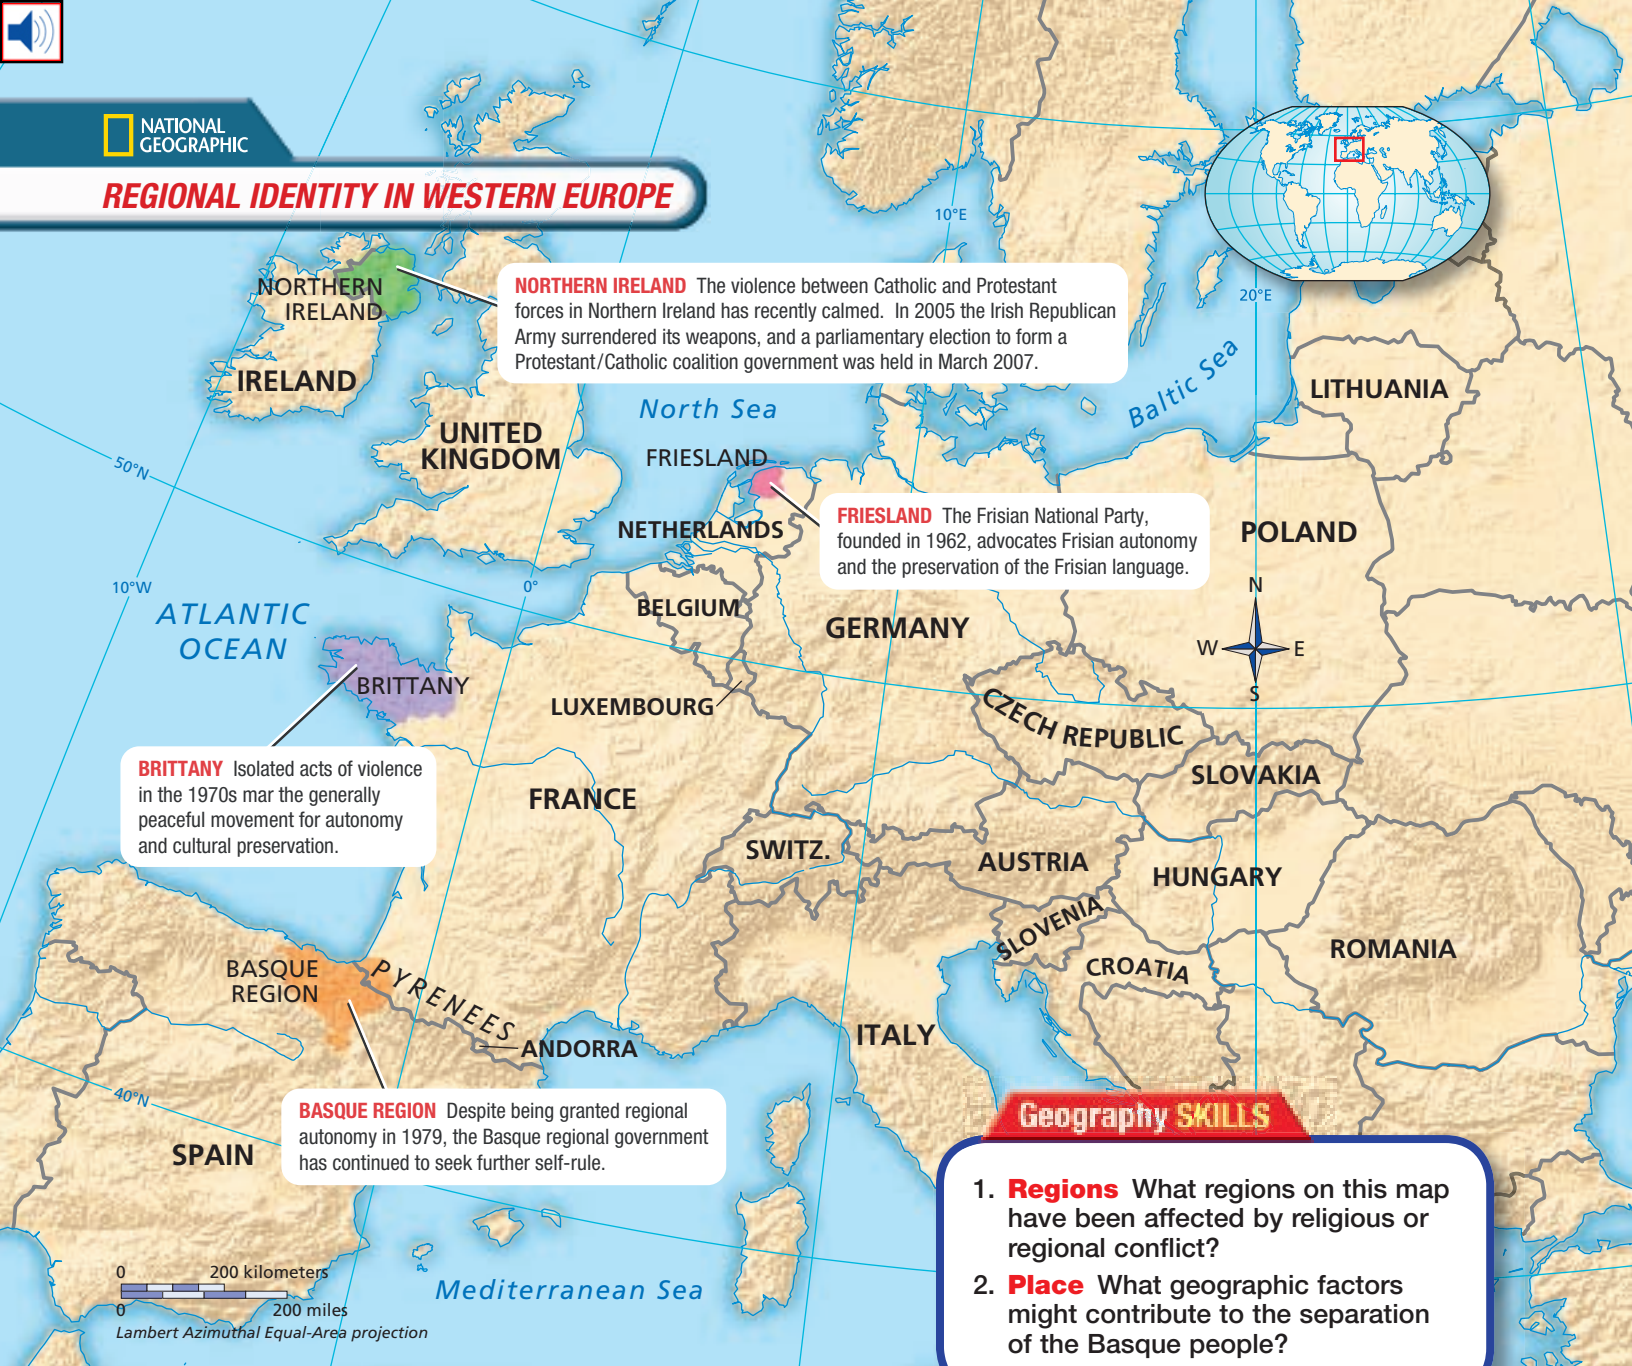 NATIONAL
GEOGRAPHIC
REGIONAL IDENTITY IN WESTERN EUROPE
10°E
20°E
NORTHERN
IRELAND
NORTHERN IRELAND The violence between Catholic and Protestant
forces in Northern Ireland has recently calmed. In 2005 the Irish Republican
Army surrendered its weapons, and a parliamentary election to form a
Protestant/Catholic coalition government was held in March 2007.
IRELAND
North Sea
Baltic Sea
LITHUANIA
UNITED
KINGDOM
FRIESLAND
50°N
NETHERLANDS
FRIESLAND The Frisian National Party,
founded in 1962, advocates Frisian autonomy
and the preservation of the Frisian language.
POLAND
N
W
E
S
10°W
0°
ATLANTIC
OCEAN
BELGIUM
GERMANY
BRITTANY
LUXEMBOURG
CZECH REPUBLIC
SLOVAKIA
BRITTANY Isolated acts of violence
in the 1970s mar the generally
peaceful movement for autonomy
and cultural preservation.
FRANCE
SWITZ.
AUSTRIA
HUNGARY
SLOVENIA
CROATIA
ROMANIA
BASQUE
REGION
PYRENEES
ANDORRA
ITALY
40°N
SPAIN
BASQUE REGION Despite being granted regional
autonomy in 1979, the Basque regional government
has continued to seek further self-rule.
Mediterranean Sea
0
200 kilometers
0
200 miles
Lambert Azimuthal Equal-Area projection
Geography SKILLS
1. Regions What regions on this map
have been affected by religious or
regional conflict?
2. Place What geographic factors
might contribute to the separation
of the Basque people?